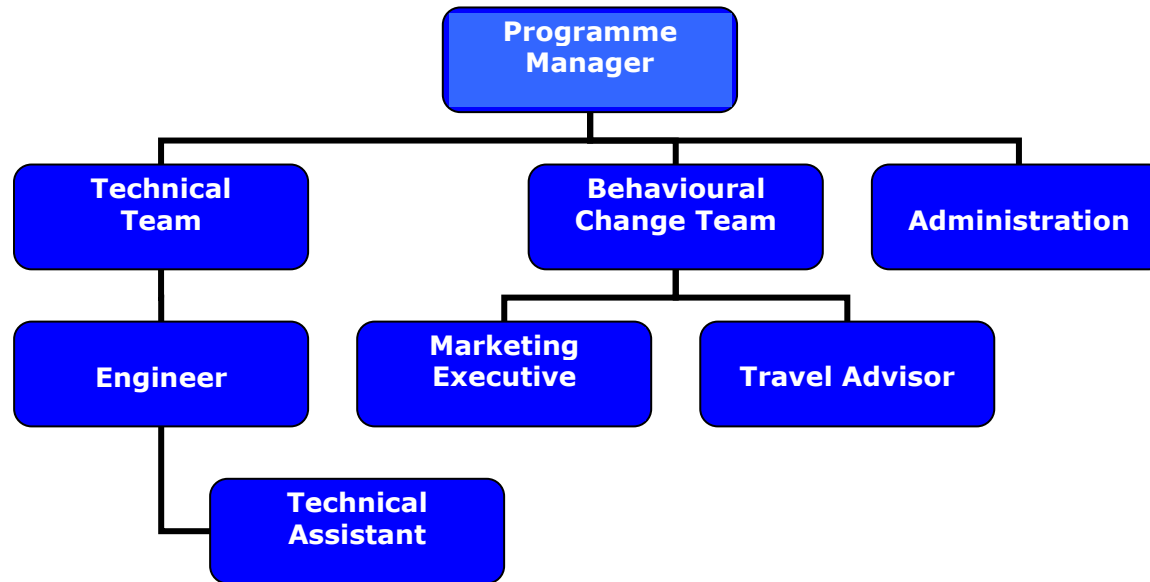 Programme
Manager
Technical
Team
Behavioural
Change Team
Administration
Engineer
Marketing
Executive
Travel Advisor
Technical
Assistant